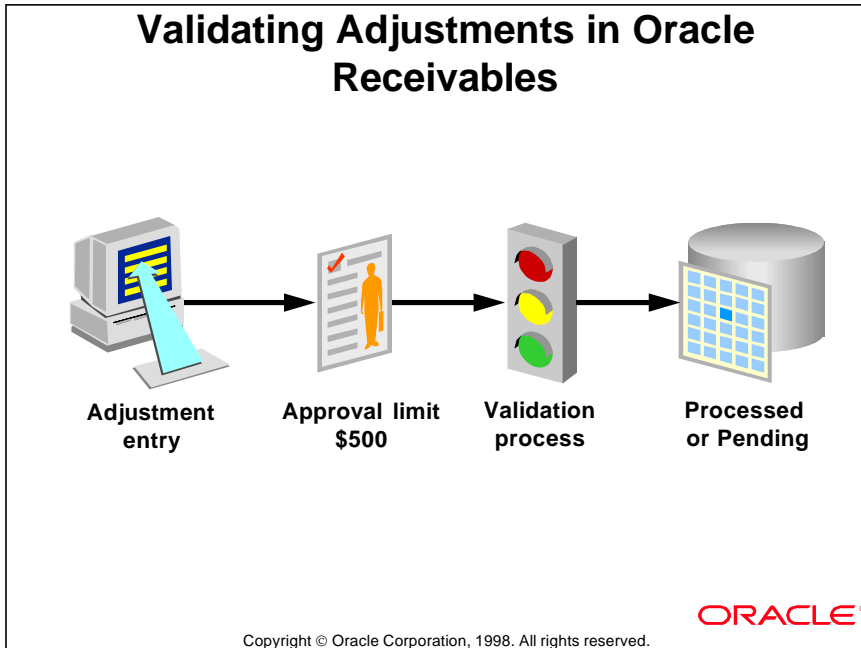 Validating Adjustments in Oracle
Receivables
Adjustment
entry
Approval limit
$500
Validation
process
Processed
or Pending
ORACLE®
Copyright © Oracle Corporation, 1998. All rights reserved.